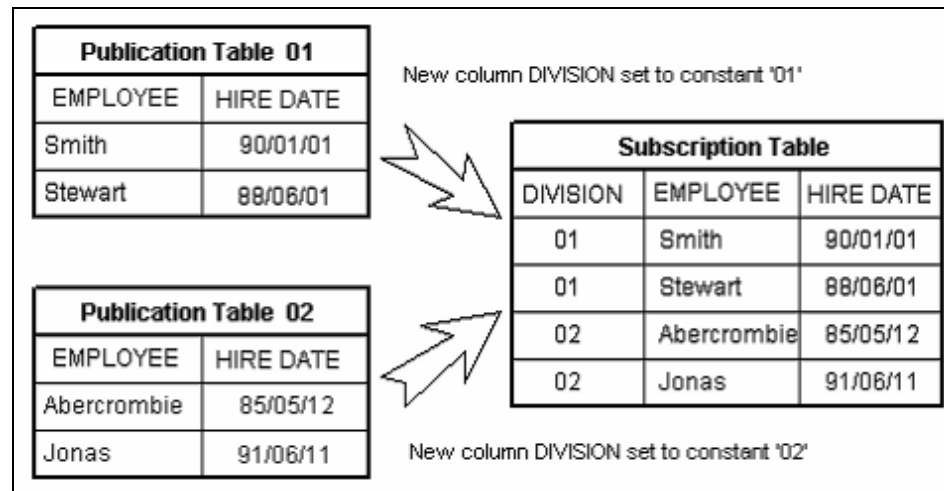 Publication Table 01
EMPLOYEE HIRE DATE
Smith 90/01/01
Stewart 88/06/01
New column DIVISION set to constant '01'
Subscription Table
DIVISION EMPLOYEE HIRE DATE
01 Smith 90/01/01
01 Stewart 88/06/01
02 Abercrombie 85/05/12
02 Jonas 91/06/11
Publication Table 02
EMPLOYEE HIRE DATE
Abercrombie 85/05/12
Jonas 91/06/11
New column DIVISION set to constant '02'